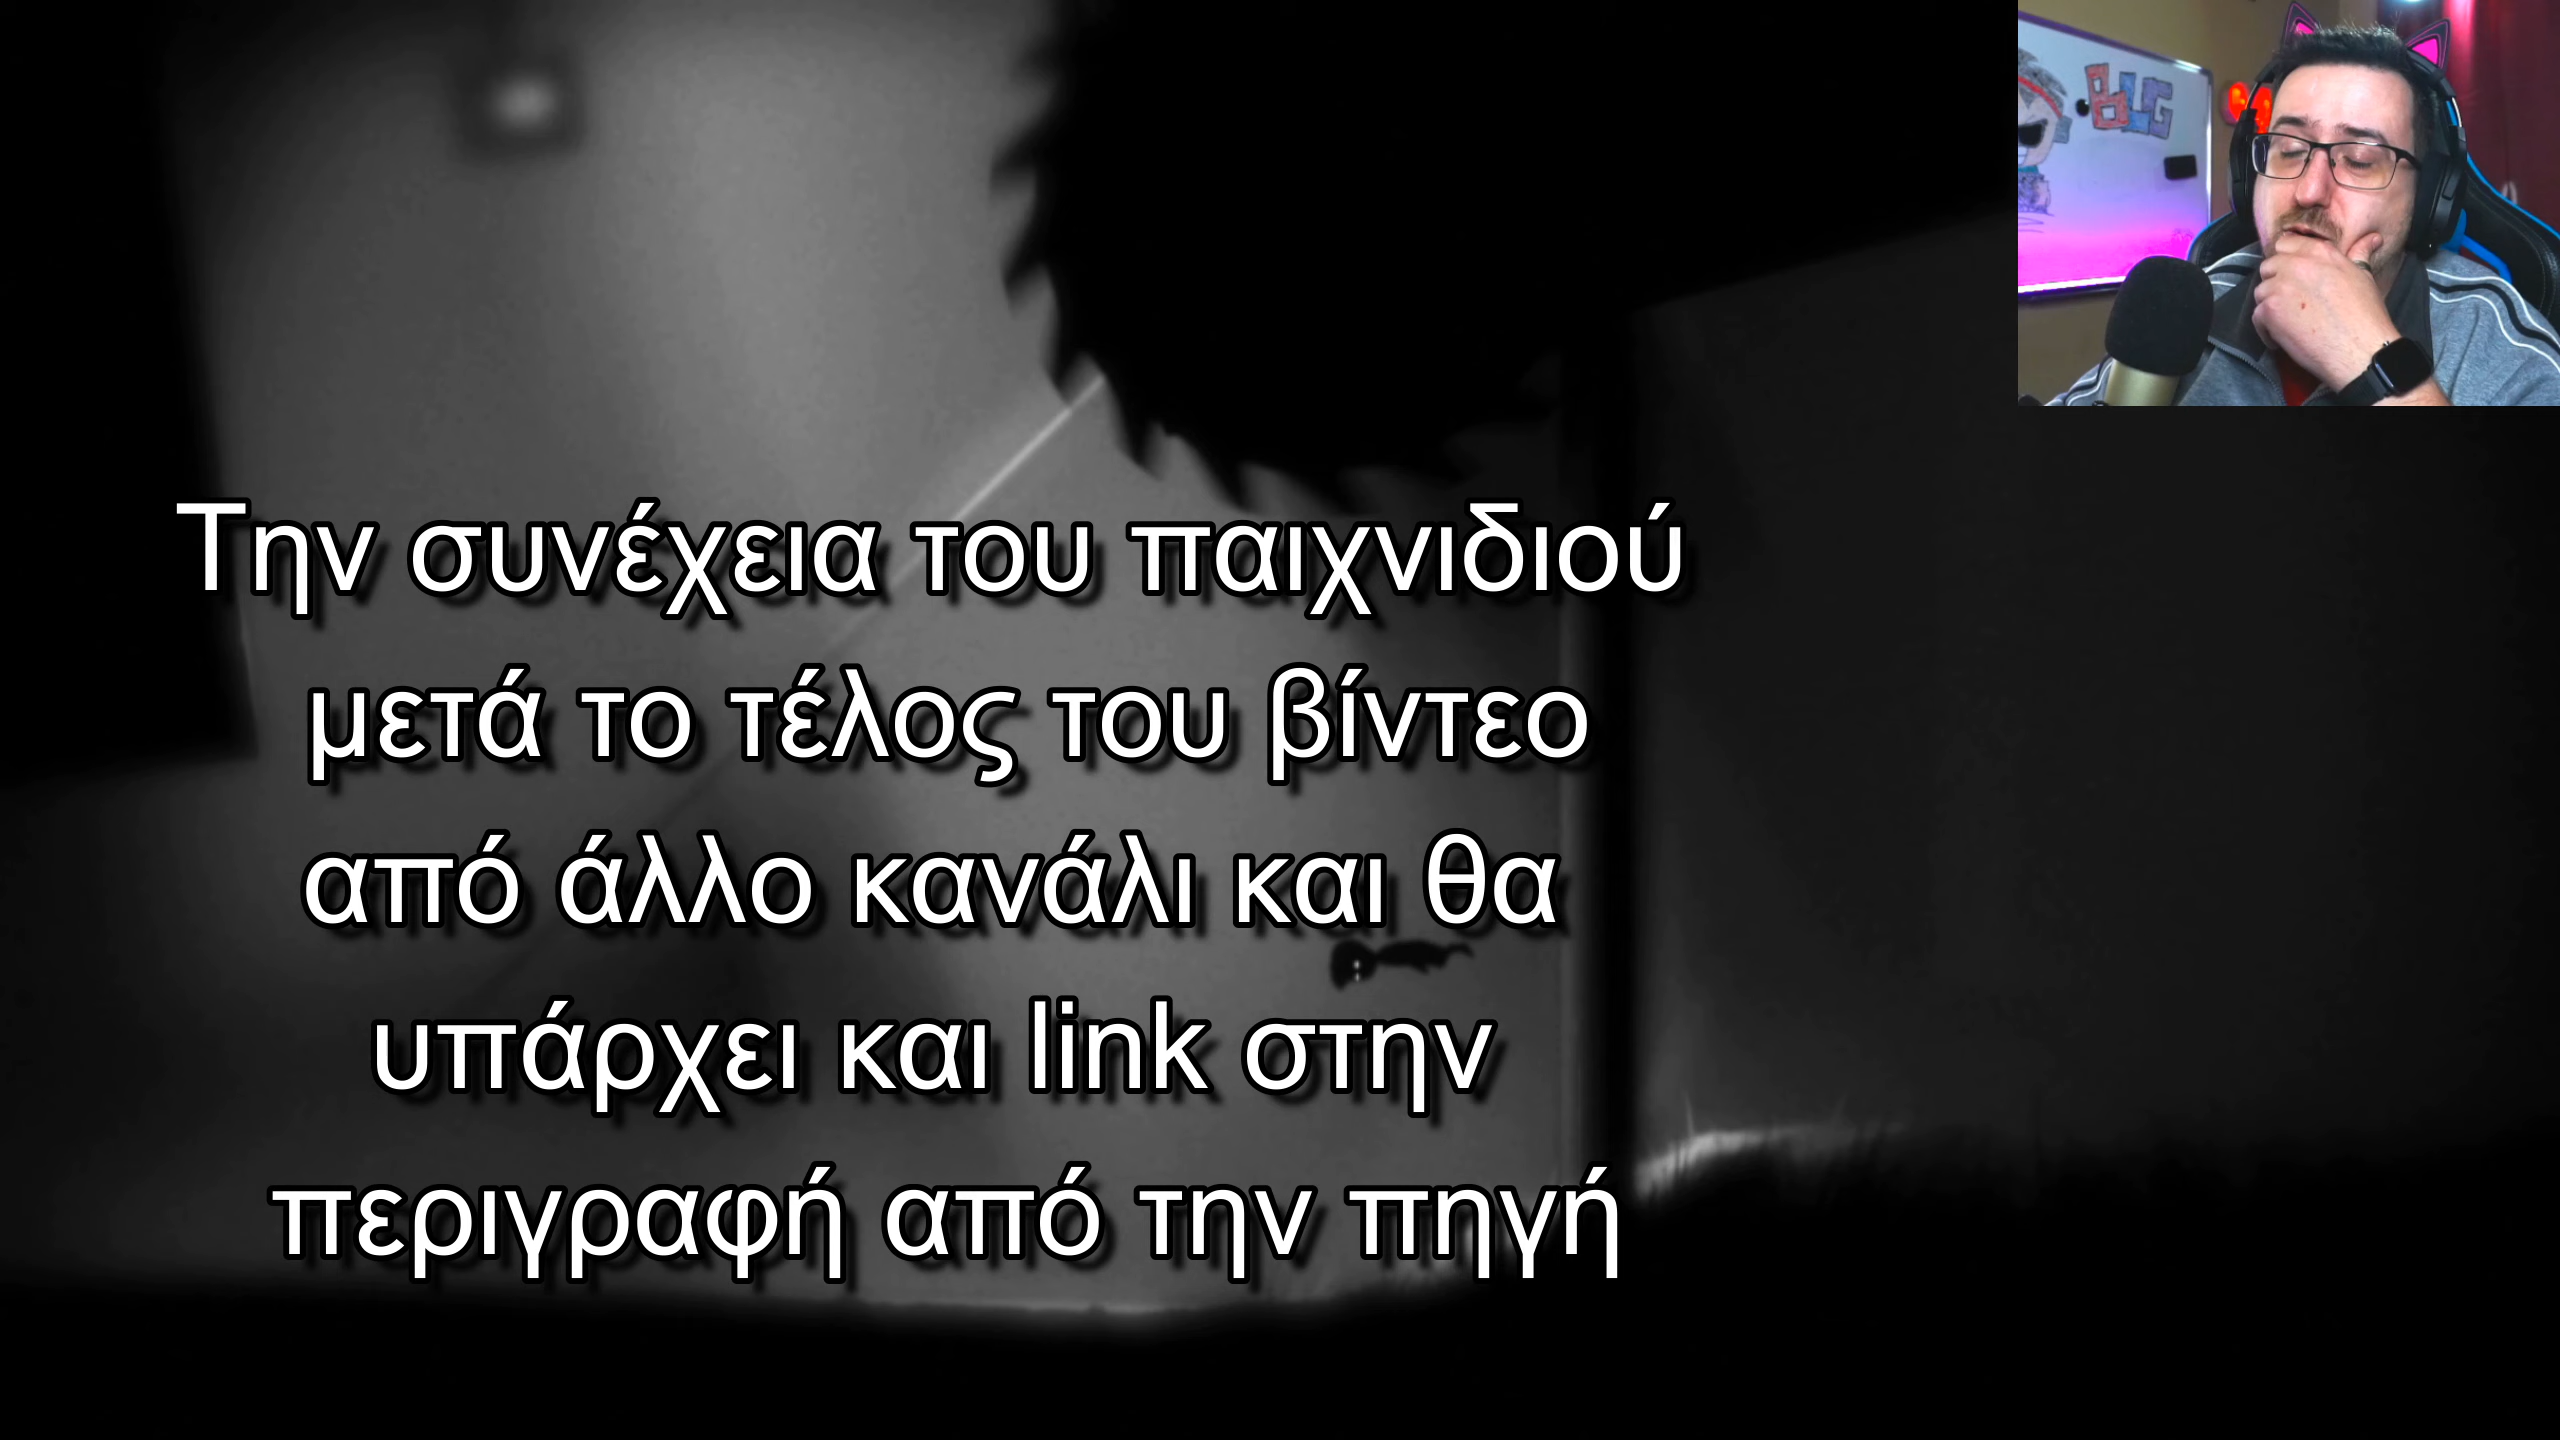 BLG
Την συνέχεια του παιχνιδιού
μετά το τέλος του βίντεο
από άλλο κανάλι και θα
υπάρχει και link στην
περιγραφή από την πηγή